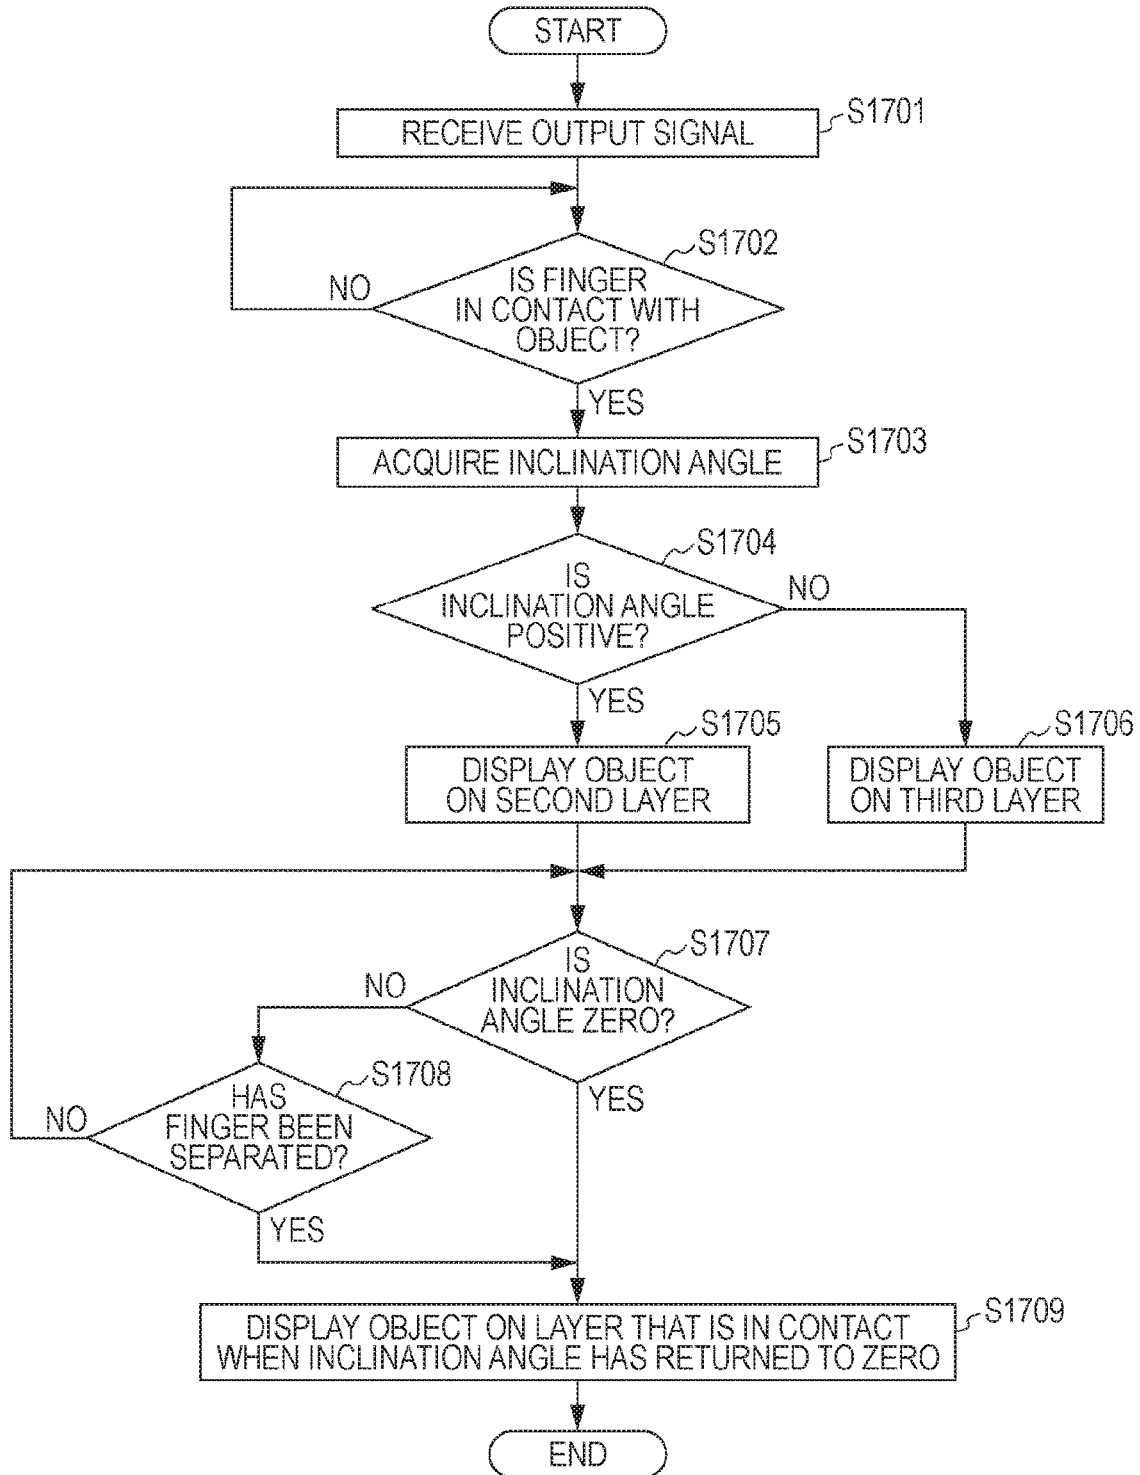 START
S1701
RECEIVE OUTPUT SIGNAL
S1702
NO
IS FINGER
IN CONTACT WITH
OBJECT?
YES
S1703
ACQUIRE INCLINATION ANGLE
S1704
IS
INCLINATION ANGLE
POSITIVE?
NO
YES
S1705
DISPLAY OBJECT
ON SECOND LAYER
S1706
DISPLAY OBJECT
ON THIRD LAYER
S1707
IS
INCLINATION
ANGLE ZERO?
NO
YES
S1708
HAS
FINGER BEEN
SEPARATED?
NO
YES
S1709
DISPLAY OBJECT ON LAYER THAT IS IN CONTACT
WHEN INCLINATION ANGLE HAS RETURNED TO ZERO
END